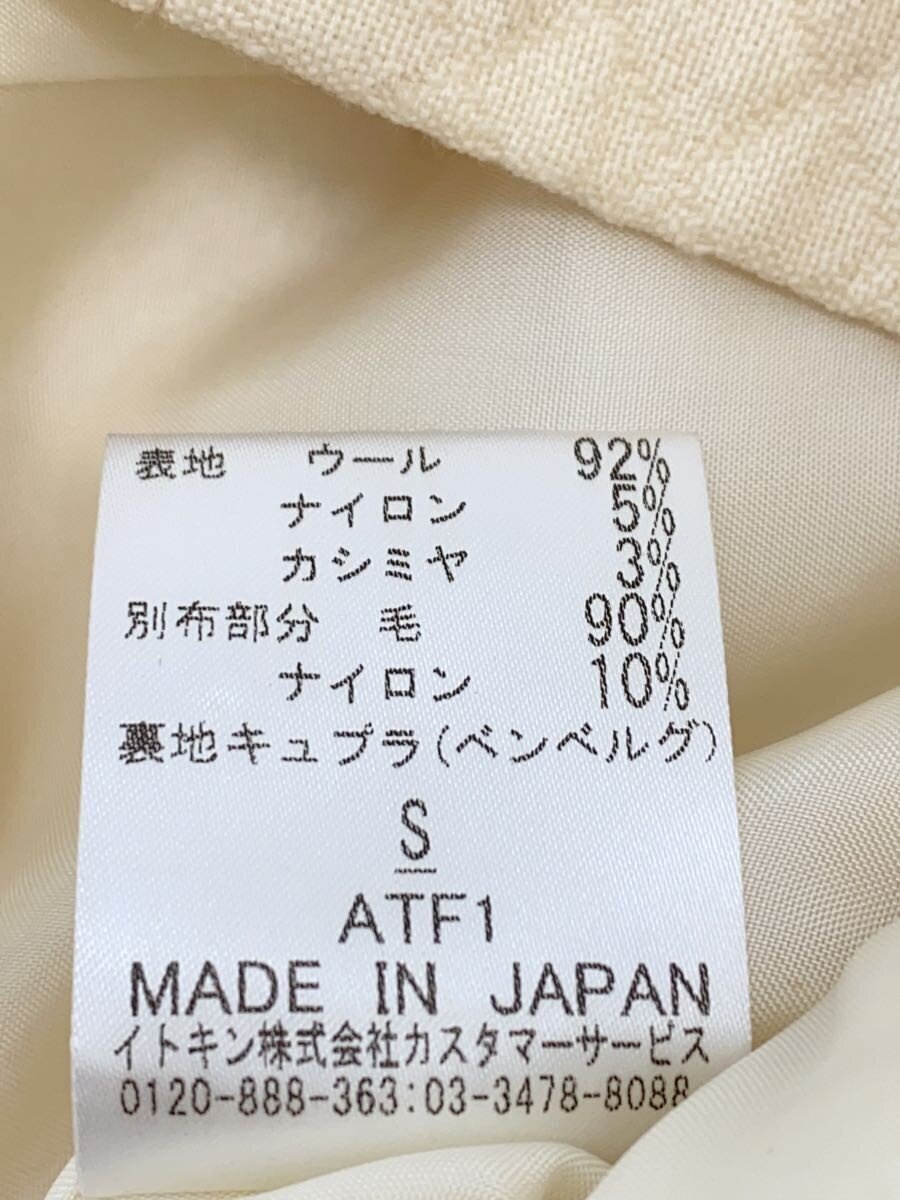 表地 ウール 92%
ナイロン 5%
カシミヤ 3%
別布部分 毛 90%
ナイロン 10%
裏地キュプラ(ベンベルグ)
S
ATF1
MADE IN JAPAN
イトキン株式会社カスタマーサービス
0120-888-363:03-3478-8088